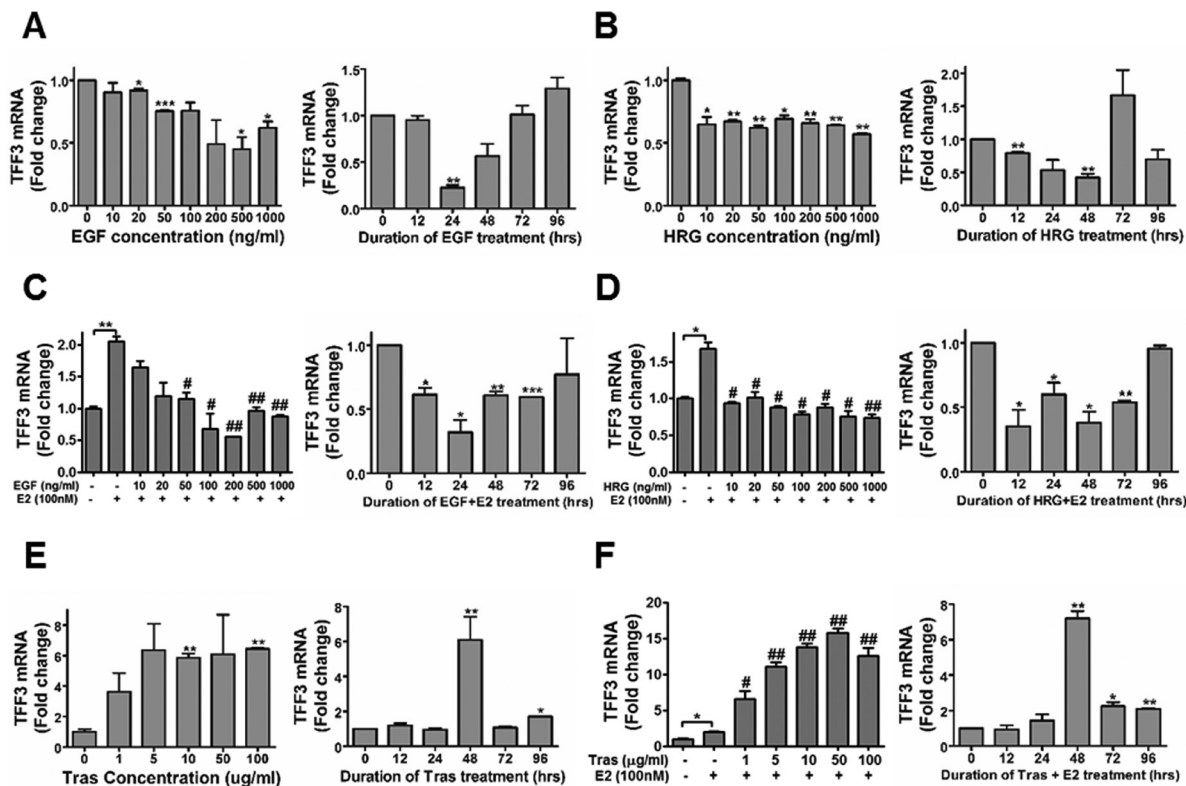 A
B
TFF3 mRNA
(Fold change)
1.0
0.5
0.0
* *** * *
0 10 20 50 100 200 500 1000
EGF concentration (ng/ml)
TFF3 mRNA
(Fold change)
1.5
1.0
0.5
0.0
**
0 12 24 48 72 96
Duration of EGF treatment (hrs)
TFF3 mRNA
(Fold change)
1.0
0.5
0.0
* ** ** * ** ** **
0 10 20 50 100 200 500 1000
HRG concentration (ng/ml)
TFF3 mRNA
(Fold change)
2.0
1.5
1.0
0.5
0.0
** **
0 12 24 48 72 96
Duration of HRG treatment (hrs)
C
D
TFF3 mRNA
(Fold change)
2.0
1.5
1.0
0.5
0.0
** # # ## ## ##
EGF (ng/ml) - - 10 20 50 100 200 500 1000
E2 (100nM) - + + + + + + + +
TFF3 mRNA
(Fold change)
1.0
0.5
0.0
* * ** ***
0 12 24 48 72 96
Duration of EGF+E2 treatment (hrs)
TFF3 mRNA
(Fold change)
1.5
1.0
0.5
0.0
* # # # # # # ##
HRG (ng/ml) - - 10 20 50 100 200 500 1000
E2 (100nM) - + + + + + + + +
TFF3 mRNA
(Fold change)
1.0
0.5
0.0
* * * **
0 12 24 48 72 96
Duration of HRG+E2 treatment (hrs)
E
F
TFF3 mRNA
(Fold change)
8
6
4
2
0
** **
0 1 5 10 50 100
Tras Concentration (ug/ml)
TFF3 mRNA
(Fold change)
8
6
4
2
0
** *
0 12 24 48 72 96
Duration of Tras treatment (hrs)
TFF3 mRNA
(Fold change)
20
15
10
5
0
* # ## ## ## ##
Tras (µg/ml) - - 1 5 10 50 100
E2 (100nM) - + + + + + +
TFF3 mRNA
(Fold change)
8
6
4
2
0
** * **
0 12 24 48 72 96
Duration of Tras + E2 treatment (hrs)